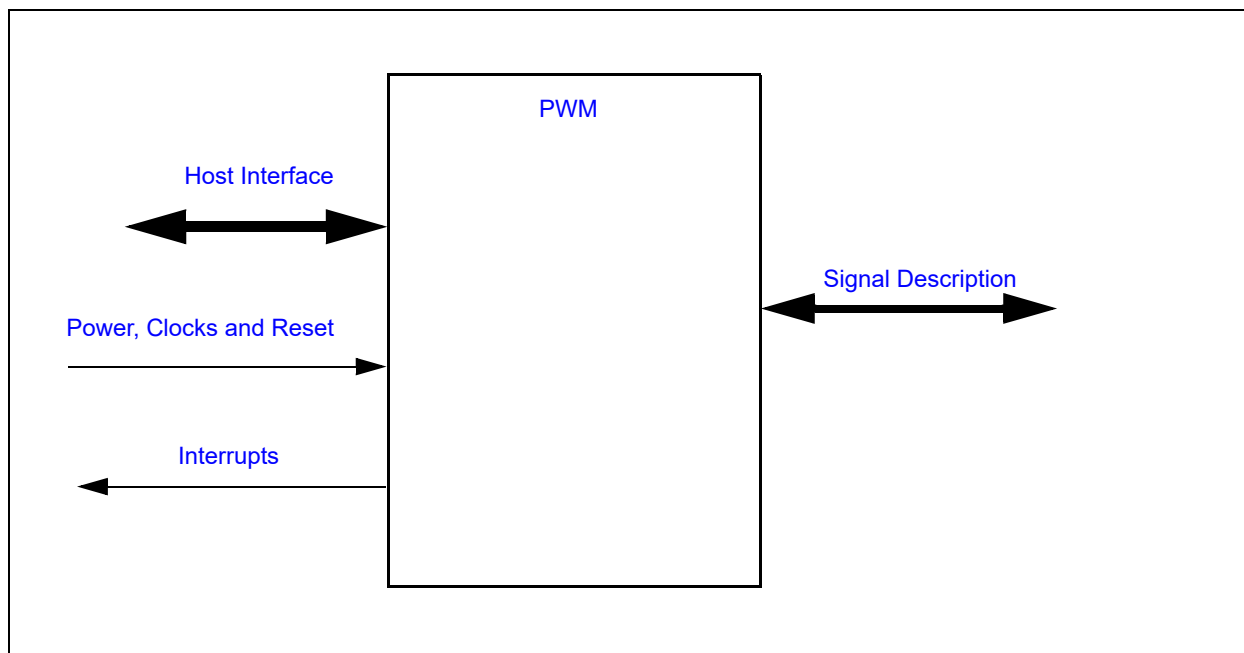 PWM
Host Interface
Signal Description
Power, Clocks and Reset
Interrupts